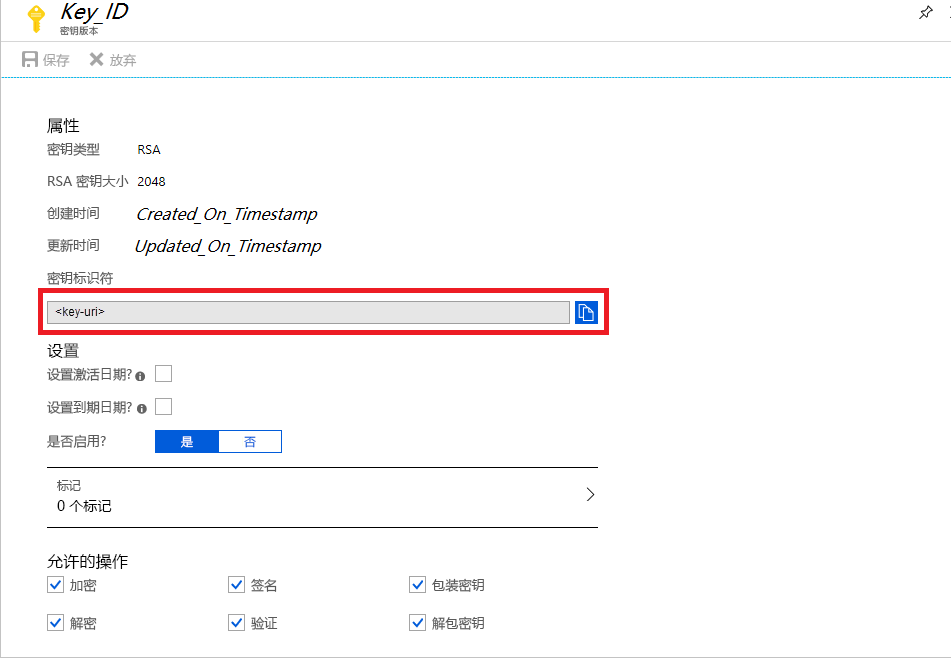 Key_ID
密钥版本
保存 放弃
属性
密钥类型 RSA
RSA 密钥大小 2048
创建时间 Created_On_Timestamp
更新时间 Updated_On_Timestamp
密钥标识符
<key-uri>
设置
设置激活日期?
设置到期日期?
是否启用? 是 否
标记
0 个标记
允许的操作
加密 签名 包装密钥
解密 验证 解包密钥